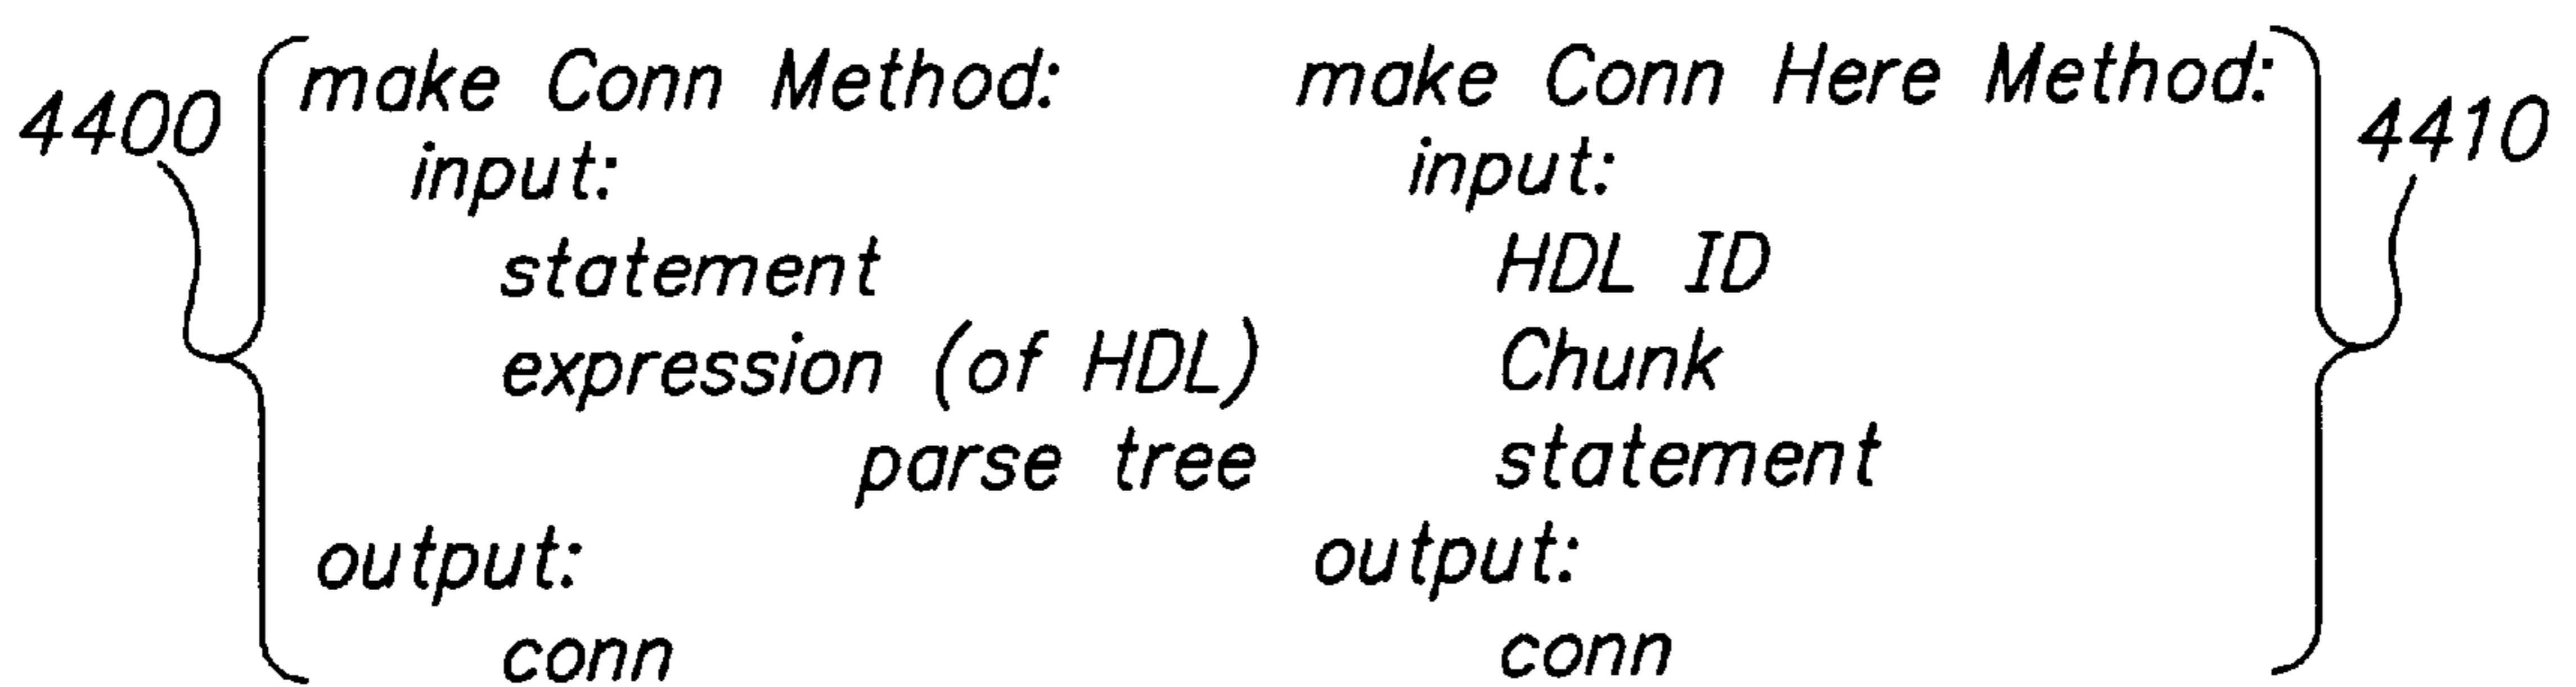 4400
make Conn Method:
input:
statement
expression (of HDL)
parse tree
output:
conn
make Conn Here Method:
input:
HDL ID
Chunk
statement
output:
conn
4410